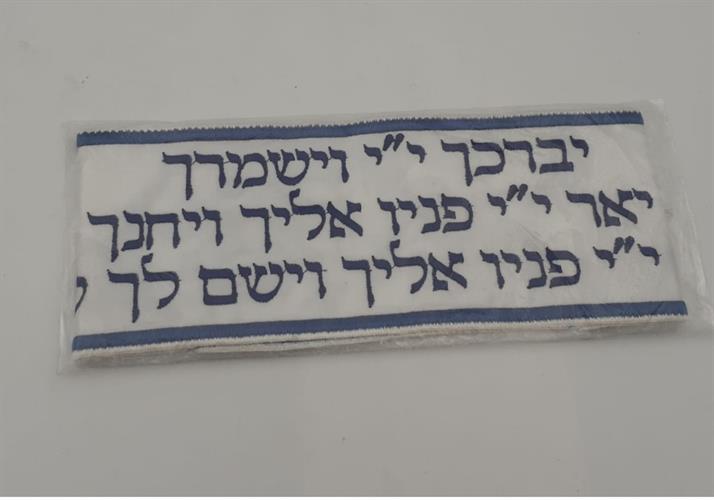 יברכך י״י וישמרך
יאר י״י פניו אליך ויחנך
י״י פניו אליך וישם לך